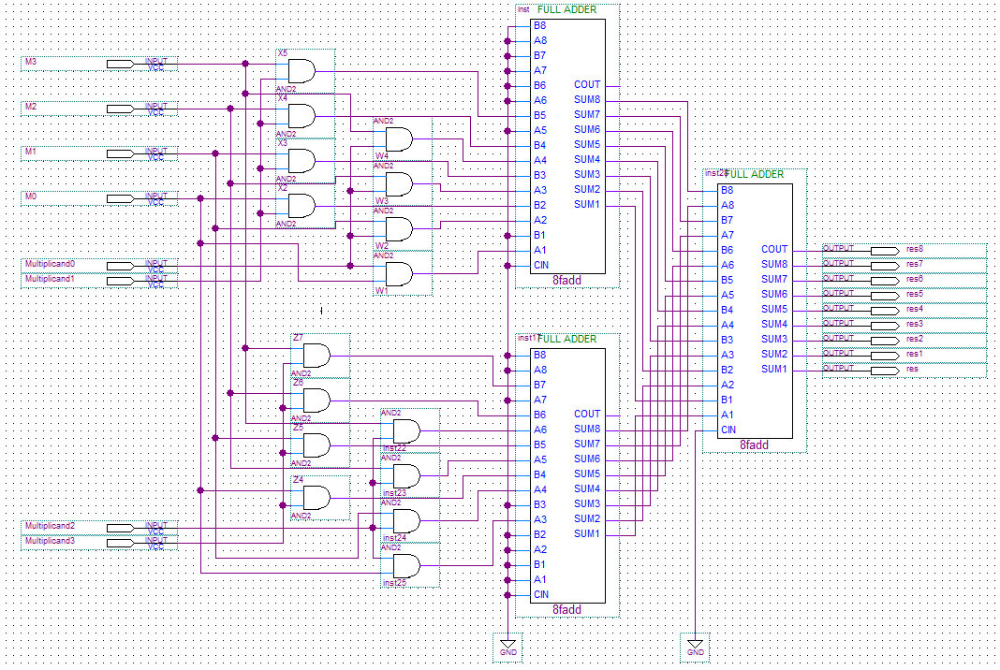 inst FULL ADDER
B8
A8
B7
A7
B6
A6
B5
A5
B4
A4
B3
A3
B2
A2
B1
A1
CIN
COUT
SUM8
SUM7
SUM6
SUM5
SUM4
SUM3
SUM2
SUM1
8fadd
M3 INPUT
VCC
M2 INPUT
VCC
M1 INPUT
VCC
M0 INPUT
VCC
Multiplicand0 INPUT
VCC
Multiplicand1 INPUT
VCC
X5
AND2
X4
AND2
X3
AND2
X2
AND2
AND2
W4
AND2
W3
AND2
W2
AND2
W1
inst FULL ADDER
B8
A8
B7
A7
B6
A6
B5
A5
B4
A4
B3
A3
B2
A2
B1
A1
CIN
COUT
SUM8
SUM7
SUM6
SUM5
SUM4
SUM3
SUM2
SUM1
8fadd
OUTPUT res8
OUTPUT res7
OUTPUT res6
OUTPUT res5
OUTPUT res4
OUTPUT res3
OUTPUT res2
OUTPUT res1
OUTPUT res
Z7
AND2
Z6
AND2
Z5
AND2
Z4
AND2
AND2
inst22
AND2
inst23
AND2
inst24
AND2
inst25
Multiplicand2 INPUT
VCC
Multiplicand3 INPUT
VCC
FULL ADDER
B8
A8
B7
A7
B6
A6
B5
A5
B4
A4
B3
A3
B2
A2
B1
A1
CIN
COUT
SUM8
SUM7
SUM6
SUM5
SUM4
SUM3
SUM2
SUM1
8fadd
GND
GND